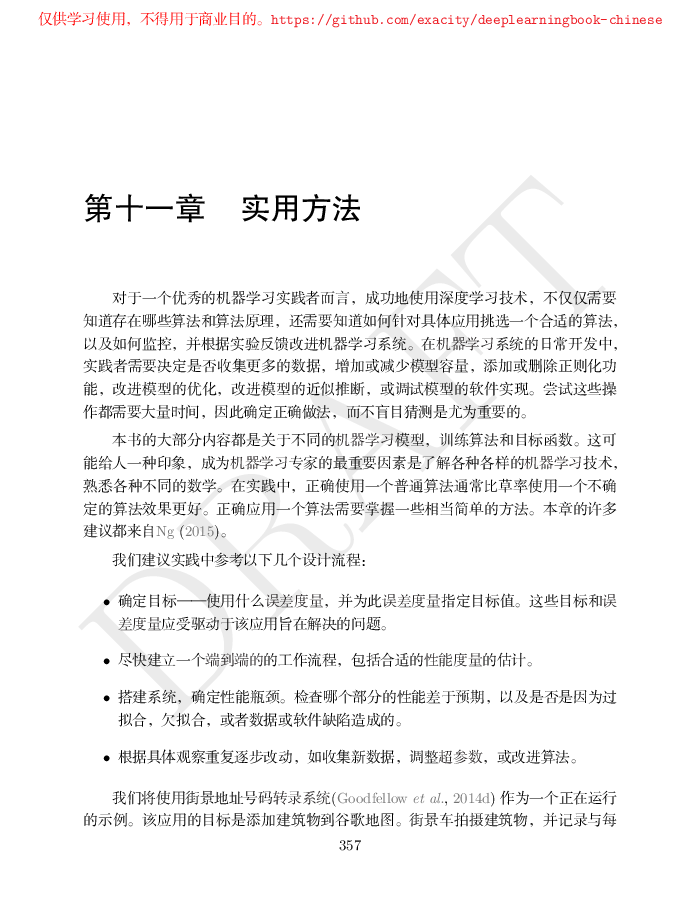 仅供学习使用，不得用于商业目的。https://github.com/exacity/deeplearningbook-chinese
第十一章 实用方法
对于一个优秀的机器学习实践者而言，成功地使用深度学习技术，不仅仅需要
知道存在哪些算法和算法原理，还需要知道如何针对具体应用挑选一个合适的算法，
以及如何监控，并根据实验反馈改进机器学习系统。在机器学习系统的日常开发中，
实践者需要决定是否收集更多的数据，增加或减少模型容量，添加或删除正则化功
能，改进模型的优化，改进模型的近似推断，或调试模型的软件实现。尝试这些操
作都需要大量时间，因此确定正确做法，而不盲目猜测是尤为重要的。
本书的大部分内容都是关于不同的机器学习模型，训练算法和目标函数。这可
能给人一种印象，成为机器学习专家的最重要因素是了解各种各样的机器学习技术，
熟悉各种不同的数学。在实践中，正确使用一个普通算法通常比草率使用一个不确
定的算法效果更好。正确应用一个算法需要掌握一些相当简单的方法。本章的许多
建议都来自Ng (2015)。
我们建议实践中参考以下几个设计流程：
• 确定目标——使用什么误差度量，并为此误差度量指定目标值。这些目标和误
差度量应受驱动于该应用旨在解决的问题。
• 尽快建立一个端到端的的工作流程，包括合适的性能度量的估计。
• 搭建系统，确定性能瓶颈。检查哪个部分的性能差于预期，以及是否是因为过
拟合，欠拟合，或者数据或软件缺陷造成的。
• 根据具体观察重复逐步改动，如收集新数据，调整超参数，或改进算法。
我们将使用街景地址号码转录系统(Goodfellow et al., 2014d) 作为一个正在运行
的示例。该应用的目标是添加建筑物到谷歌地图。街景车拍摄建筑物，并记录与每
357
DRAFT